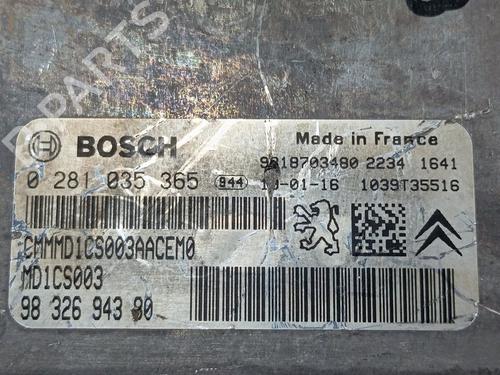 BOSCH
Made in France
9818703480 2234 1641
0 281 035 365 944 10-01-16 1039T35516
CMMMD1CS003AACEM0
MD1CS003
98 326 943 80